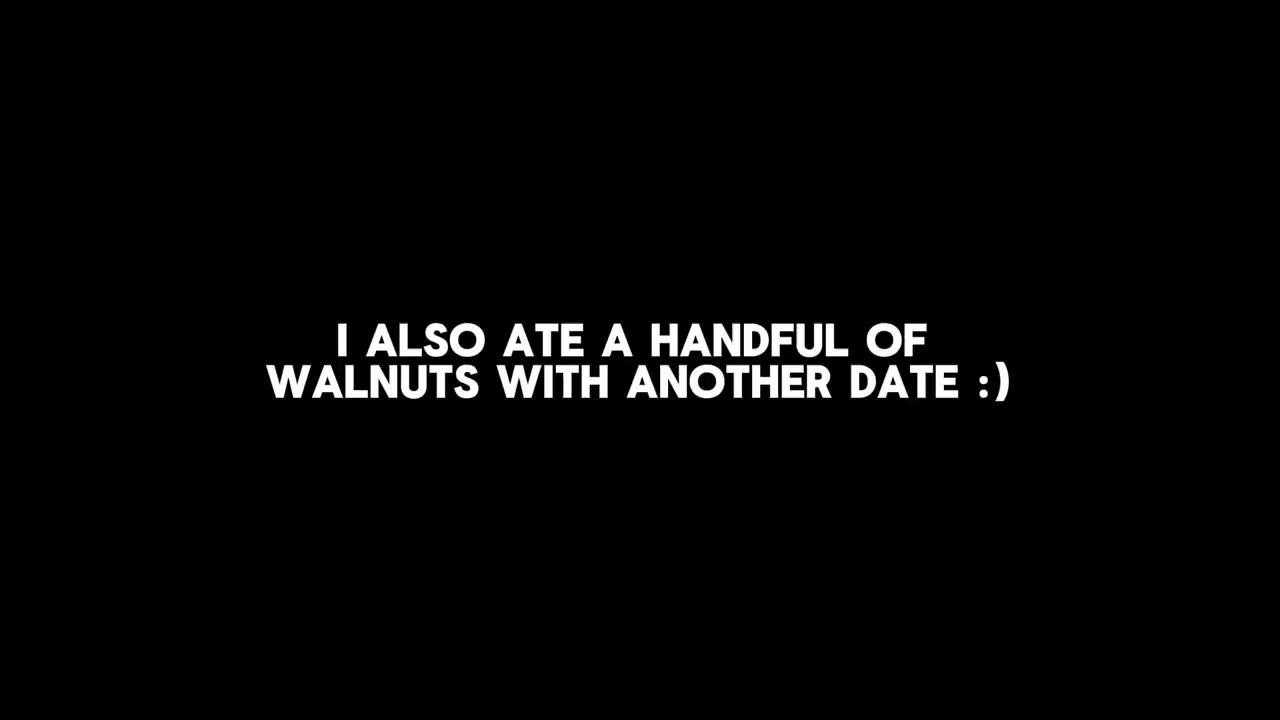 I ALSO ATE A HANDFUL OF
WALNUTS WITH ANOTHER DATE :)